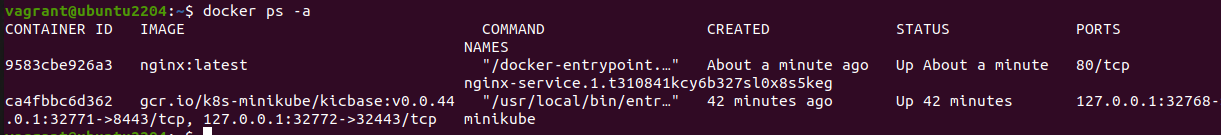 vagrant@ubuntu2204:~$ docker ps -a
CONTAINER ID   IMAGE                                 COMMAND                  CREATED              STATUS              PORTS
NAMES
9583cbe926a3   nginx:latest                          "/docker-entrypoint.…"   About a minute ago   Up About a minute   80/tcp
nginx-service.1.t310841kcy6b327sl0x8s5keg
ca4fbbc6d362   gcr.io/k8s-minikube/kicbase:v0.0.44   "/usr/local/bin/entr…"   42 minutes ago       Up 42 minutes       127.0.0.1:32768-
.0.1:32771->8443/tcp, 127.0.0.1:32772->32443/tcp   minikube